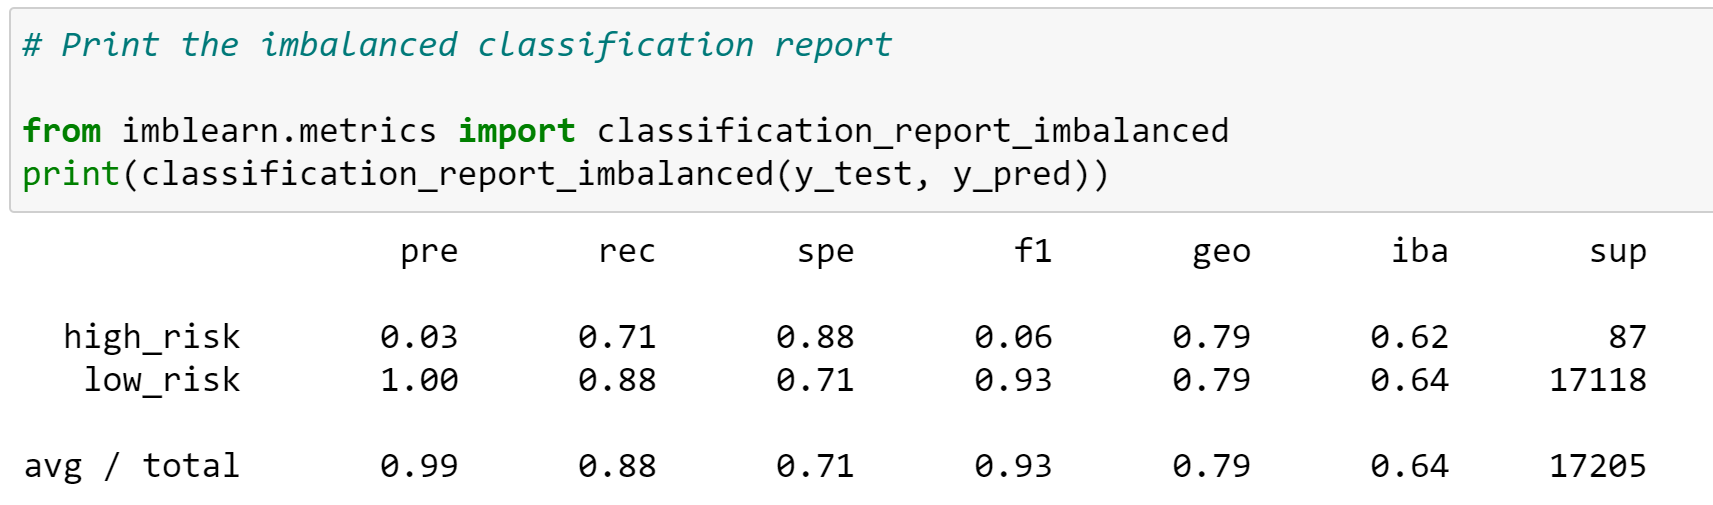 # Print the imbalanced classification report
from imblearn.metrics import classification_report_imbalanced
print(classification_report_imbalanced(y_test, y_pred))
pre rec spe f1 geo iba sup
high_risk 0.03 0.71 0.88 0.06 0.79 0.62 87
low_risk 1.00 0.88 0.71 0.93 0.79 0.64 17118
avg / total 0.99 0.88 0.71 0.93 0.79 0.64 17205